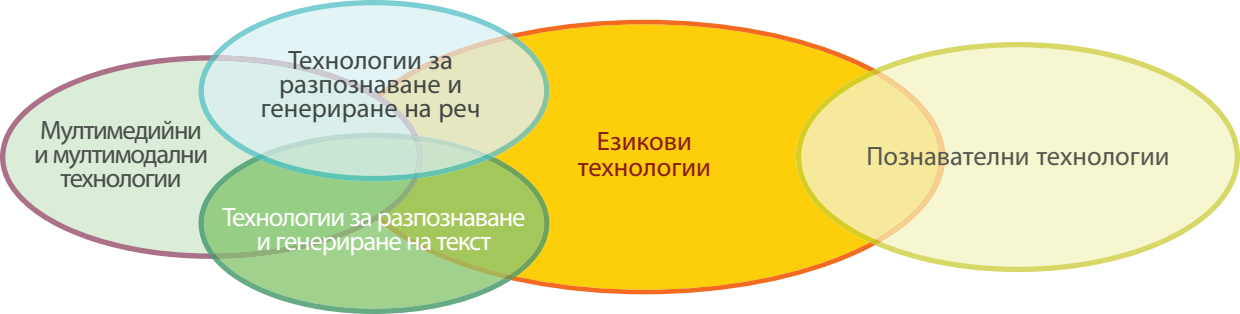 Технологии за
разпознаване и
генериране на реч
Мултимедийни
и мултимодални
технологии
Технологии за разпознаване
и генериране на текст
Езикови
технологии
Познавателни технологии